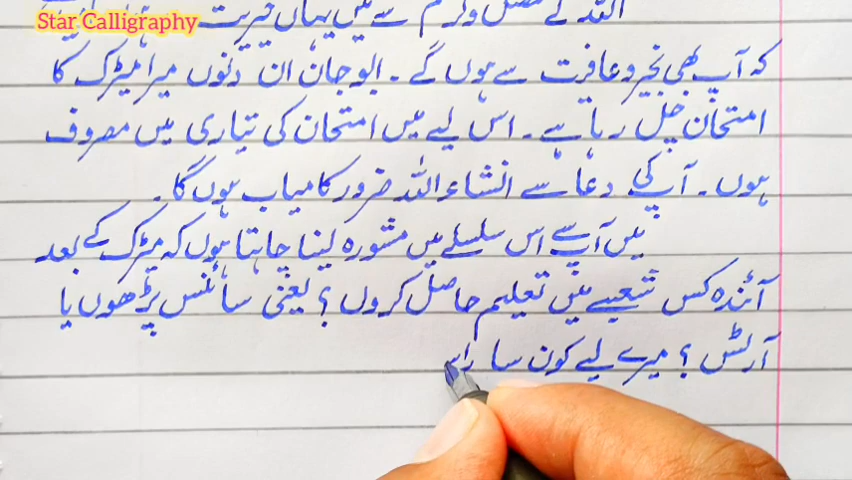 Star Calligraphy
اللہ کے فضل و کرم سے میں یہاں خیریت
کہ آپ بھی بخیر و عافیت سے ہوں گے۔ ابو جان ان دنوں میرا میٹرک کا
امتحان چل رہا ہے۔ اس لیے میں امتحان کی تیاری میں مصروف
ہوں۔ آپ کی دعا سے انشاء اللہ ضرور کامیاب ہوں گا۔
میں آپ سے اس سلسلے میں مشورہ لینا چاہتا ہوں کہ میٹرک کے بعد
آئندہ کس شعبے میں تعلیم حاصل کروں؟ یعنی سائنس پڑھوں یا
آرٹس؟ میرے لیے کون سا